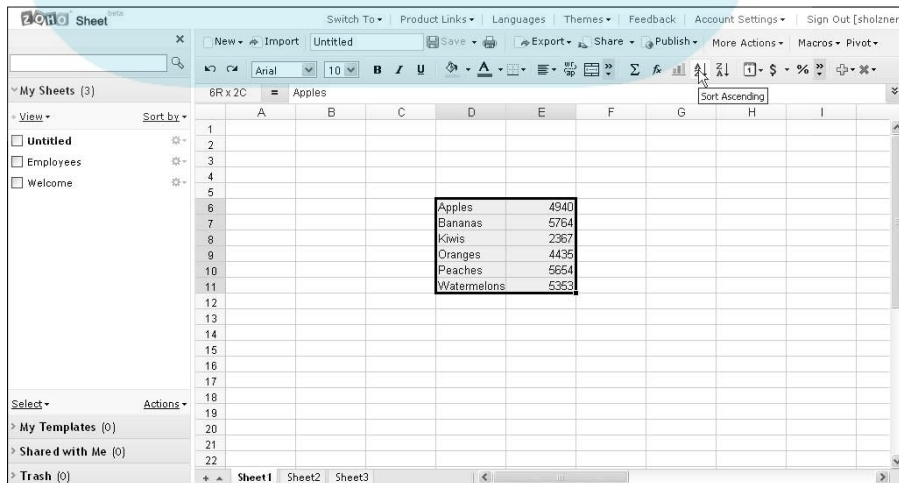 ZOHO Sheet beta
Switch To Product Links Languages Themes Feedback Account Settings Sign Out [sholzner
New Import Untitled Save Export Share Publish More Actions Macros Pivot
Arial 10 B I U A Σ fx $ %
My Sheets (3)
6R x 2C = Apples
Sort Ascending
View Sort by
A B C D E F G H I
Untitled
Employees
Welcome
1
2
3
4
5
6 Apples 4940
7 Bananas 5764
8 Kiwis 2367
9 Oranges 4435
10 Peaches 5654
11 Watermelons 5353
12
13
14
15
16
17
18
19
20
21
22
Select Actions
My Templates (0)
Shared with Me (0)
Trash (0)
Sheet1 Sheet2 Sheet3